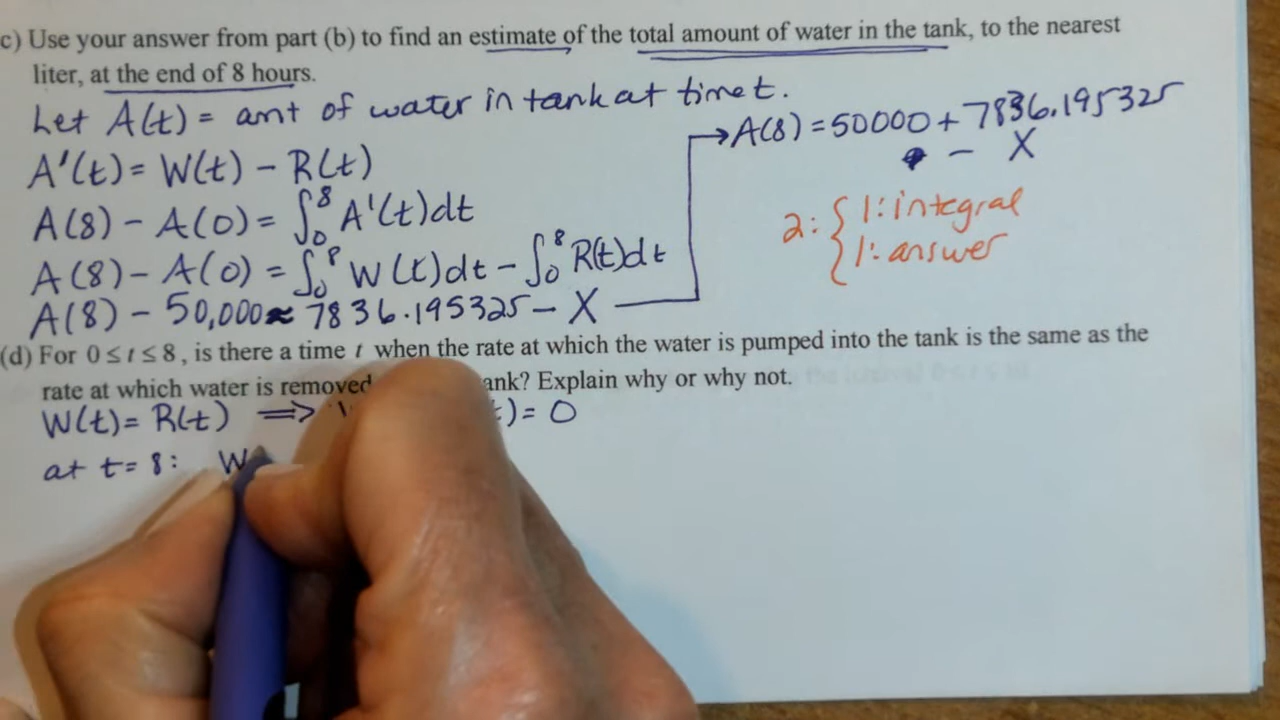 c) Use your answer from part (b) to find an estimate of the total amount of water in the tank, to the nearest
liter, at the end of 8 hours.
Let A(t) = amt of water in tank at time t.
A'(t) = W(t) − R(t)
A(8) − A(0) = ∫₀⁸ A'(t)dt
A(8) − A(0) = ∫₀⁸ W(t)dt − ∫₀⁸ R(t)dt
A(8) − 50,000 ≈ 7836.195325 − X
→ A(8) = 50000 + 7836.195325
− X
2: { 1: integral
1: answer
(d) For 0 ≤ t ≤ 8, is there a time t when the rate at which the water is pumped into the tank is the same as the
rate at which water is removed ank? Explain why or why not.
W(t) = R(t) ⟹ t) = 0
at t = 8: W